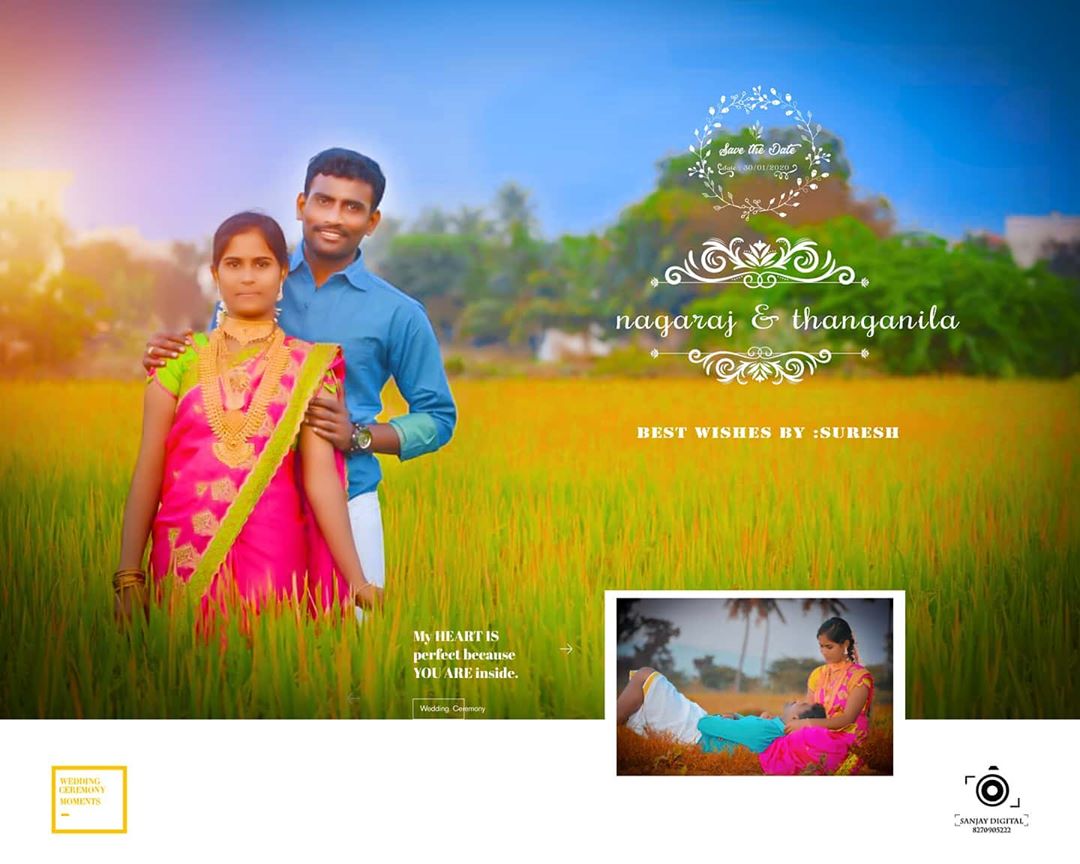 Save the Date
date : 30/01/2020
nagaraj & thanganila
BEST WISHES BY :SURESH
My HEART IS
perfect because
YOU ARE inside.
Wedding Ceremony
WEDDING
CEREMONY
MOMENTS
SANJAY DIGITAL
8270905222